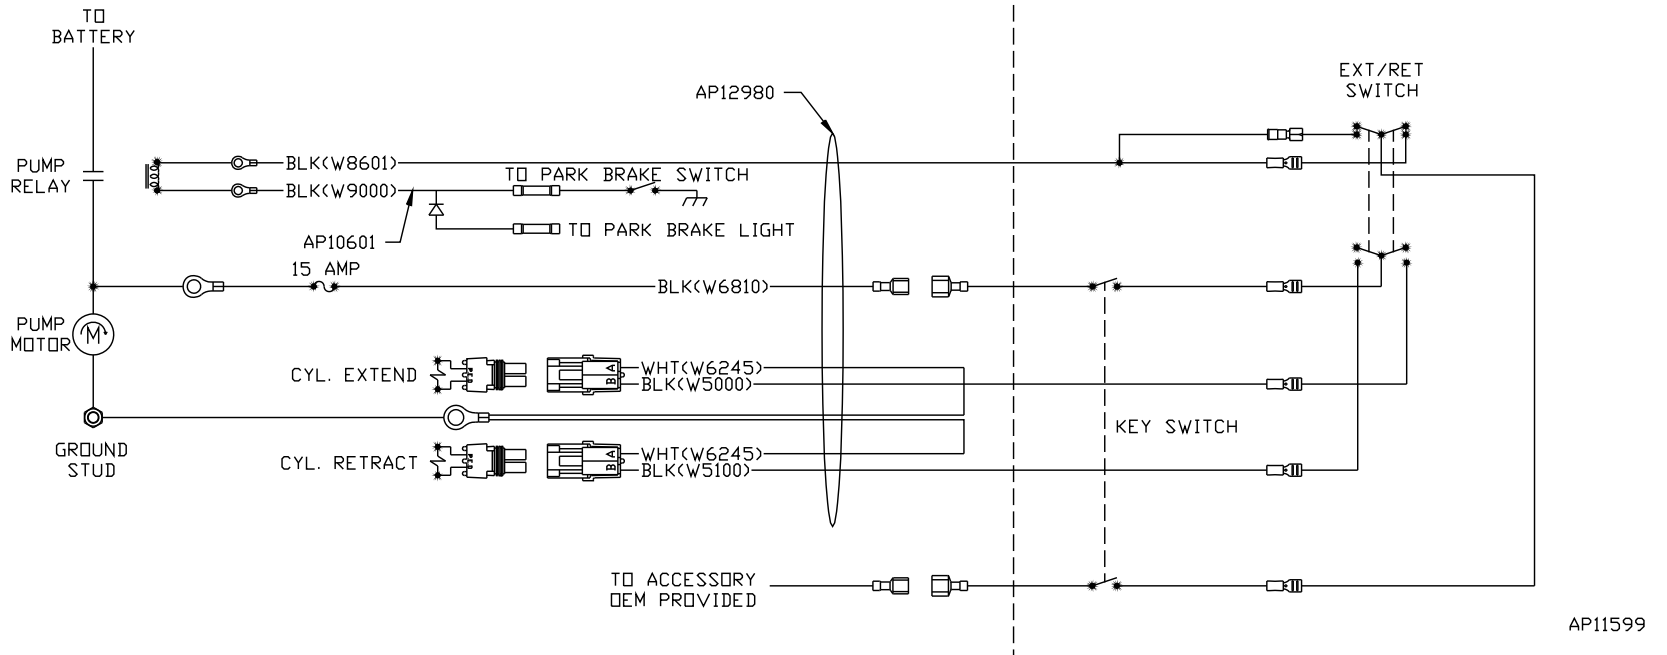 TO
BATTERY
EXT/RET
SWITCH
AP12980
PUMP
RELAY
BLK(W8601)
TO PARK BRAKE SWITCH
BLK(W9000)
TO PARK BRAKE LIGHT
AP10601
15 AMP
BLK(W6810)
PUMP
MOTOR
M
CYL. EXTEND
A
WHT(W6245)
B
BLK(W5000)
KEY SWITCH
GROUND
STUD
CYL. RETRACT
A
WHT(W6245)
B
BLK(W5100)
TO ACCESSORY
OEM PROVIDED
AP11599